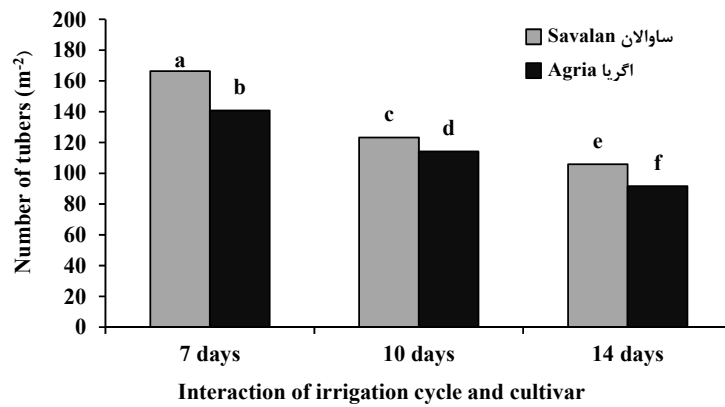 200
180
160
140
120
100
80
60
40
20
0
Number of tubers (m-2)
Savalan ساوالان
Agria اگریا
a
b
c
d
e
f
7 days
10 days
14 days
Interaction of irrigation cycle and cultivar